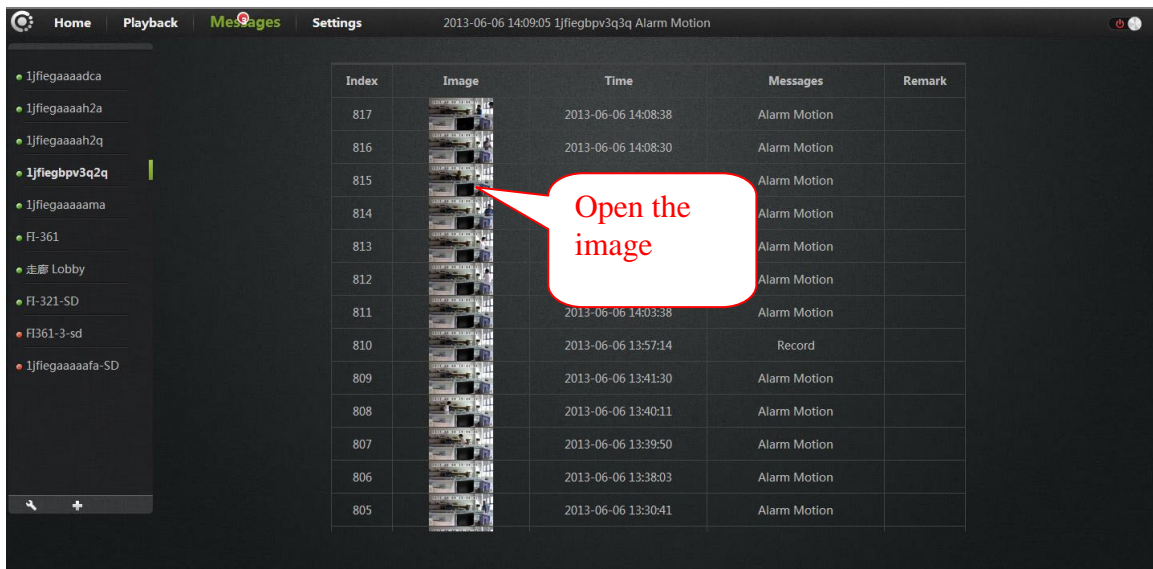 Home Playback Messages Settings 2013-06-06 14:09:05 1jfiegbpv3q3q Alarm Motion
1jfiegaaaadca
1jfiegaaaah2a
1jfiegaaaah2q
1jfiegbpv3q2q
1jfiegaaaaama
FI-361
走廊 Lobby
FI-321-SD
FI361-3-sd
1jfiegaaaaafa-SD
Index Image Time Messages Remark
817 2013-06-06 14:08:38 Alarm Motion
816 2013-06-06 14:08:30 Alarm Motion
815 Alarm Motion
814 Alarm Motion
813 Alarm Motion
812 Alarm Motion
811 2013-06-06 14:03:38 Alarm Motion
810 2013-06-06 13:57:14 Record
809 2013-06-06 13:41:30 Alarm Motion
808 2013-06-06 13:40:11 Alarm Motion
807 2013-06-06 13:39:50 Alarm Motion
806 2013-06-06 13:38:03 Alarm Motion
805 2013-06-06 13:30:41 Alarm Motion
Open the
image